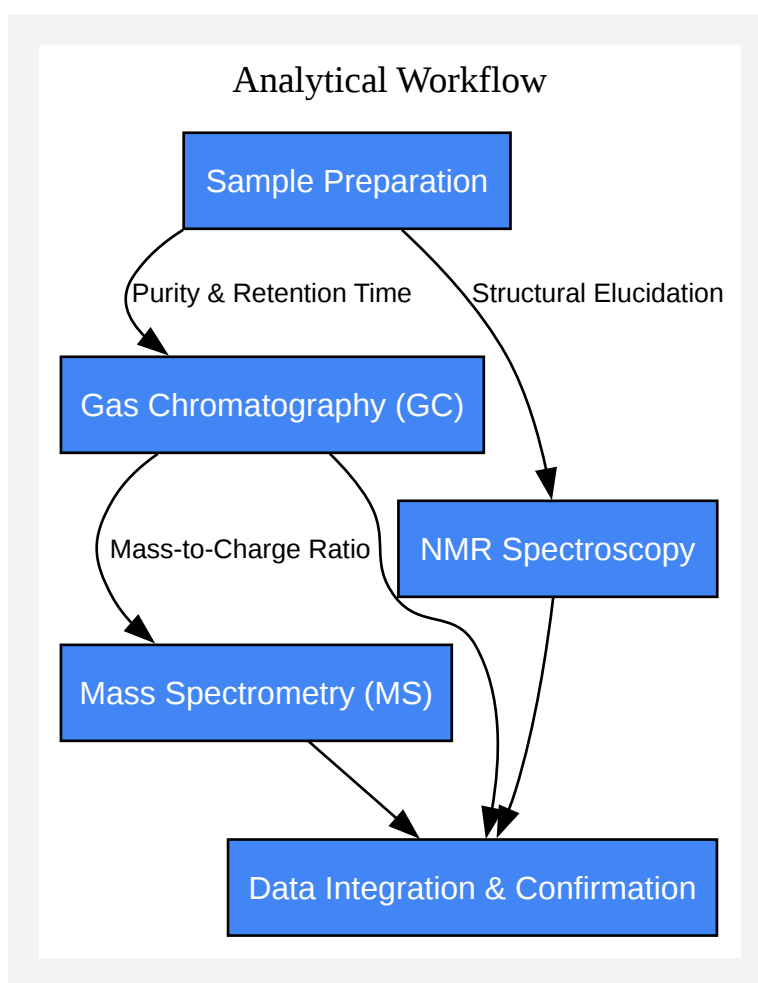 Analytical Workflow
Sample Preparation
Purity & Retention Time
Structural Elucidation
Gas Chromatography (GC)
NMR Spectroscopy
Mass-to-Charge Ratio
Mass Spectrometry (MS)
Data Integration & Confirmation